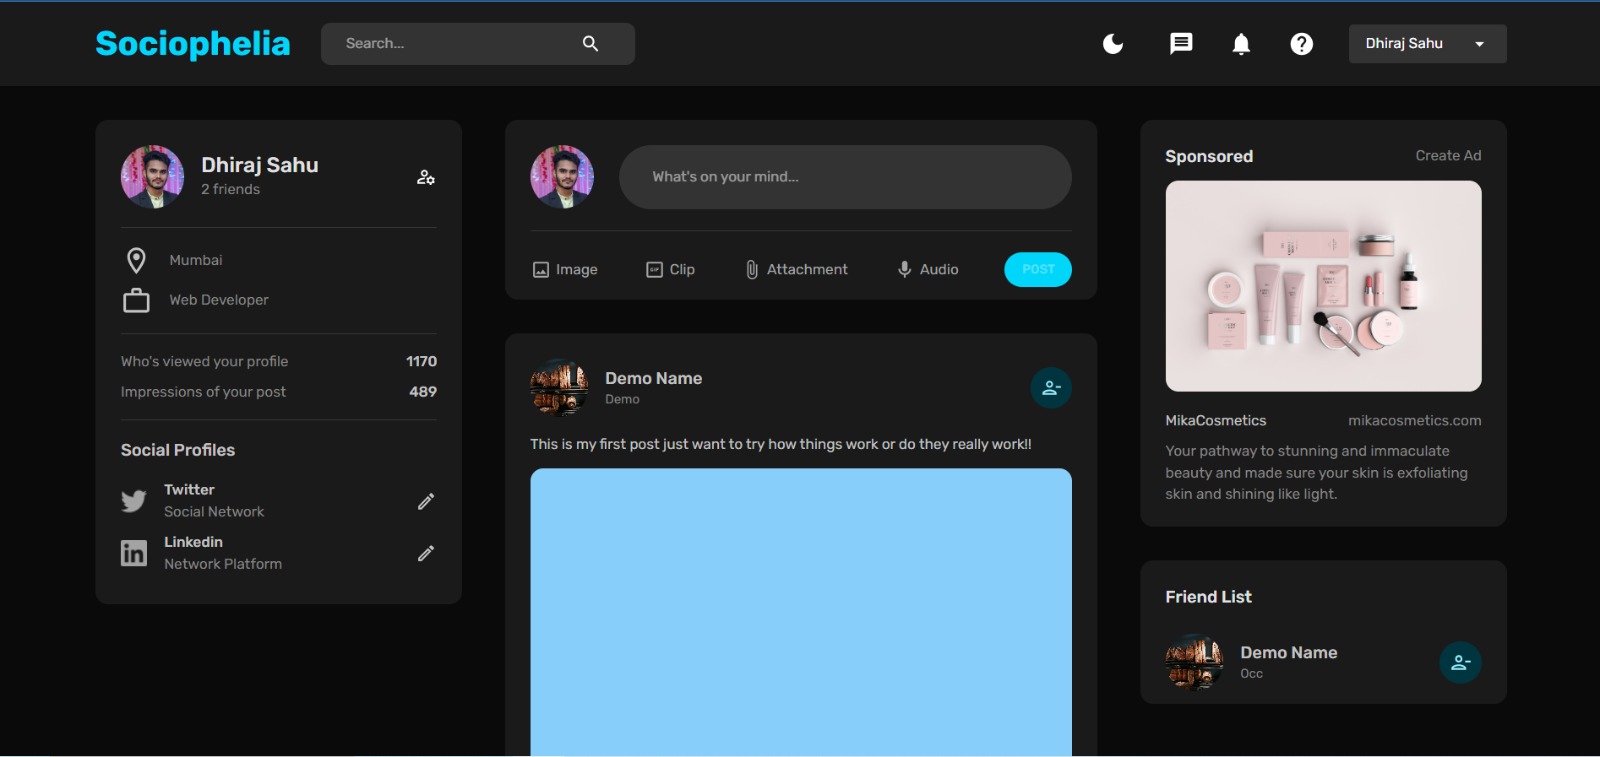 Sociophelia
Search...
Dhiraj Sahu
Dhiraj Sahu
2 friends
Mumbai
Web Developer
Who's viewed your profile 1170
Impressions of your post 489
Social Profiles
Twitter
Social Network
Linkedin
Network Platform
What's on your mind...
Image Clip Attachment Audio POST
Demo Name
Demo
This is my first post just want to try how things work or do they really work!!
Sponsored Create Ad
MikaCosmetics mikacosmetics.com
Your pathway to stunning and immaculate
beauty and made sure your skin is exfoliating
skin and shining like light.
Friend List
Demo Name
Occ